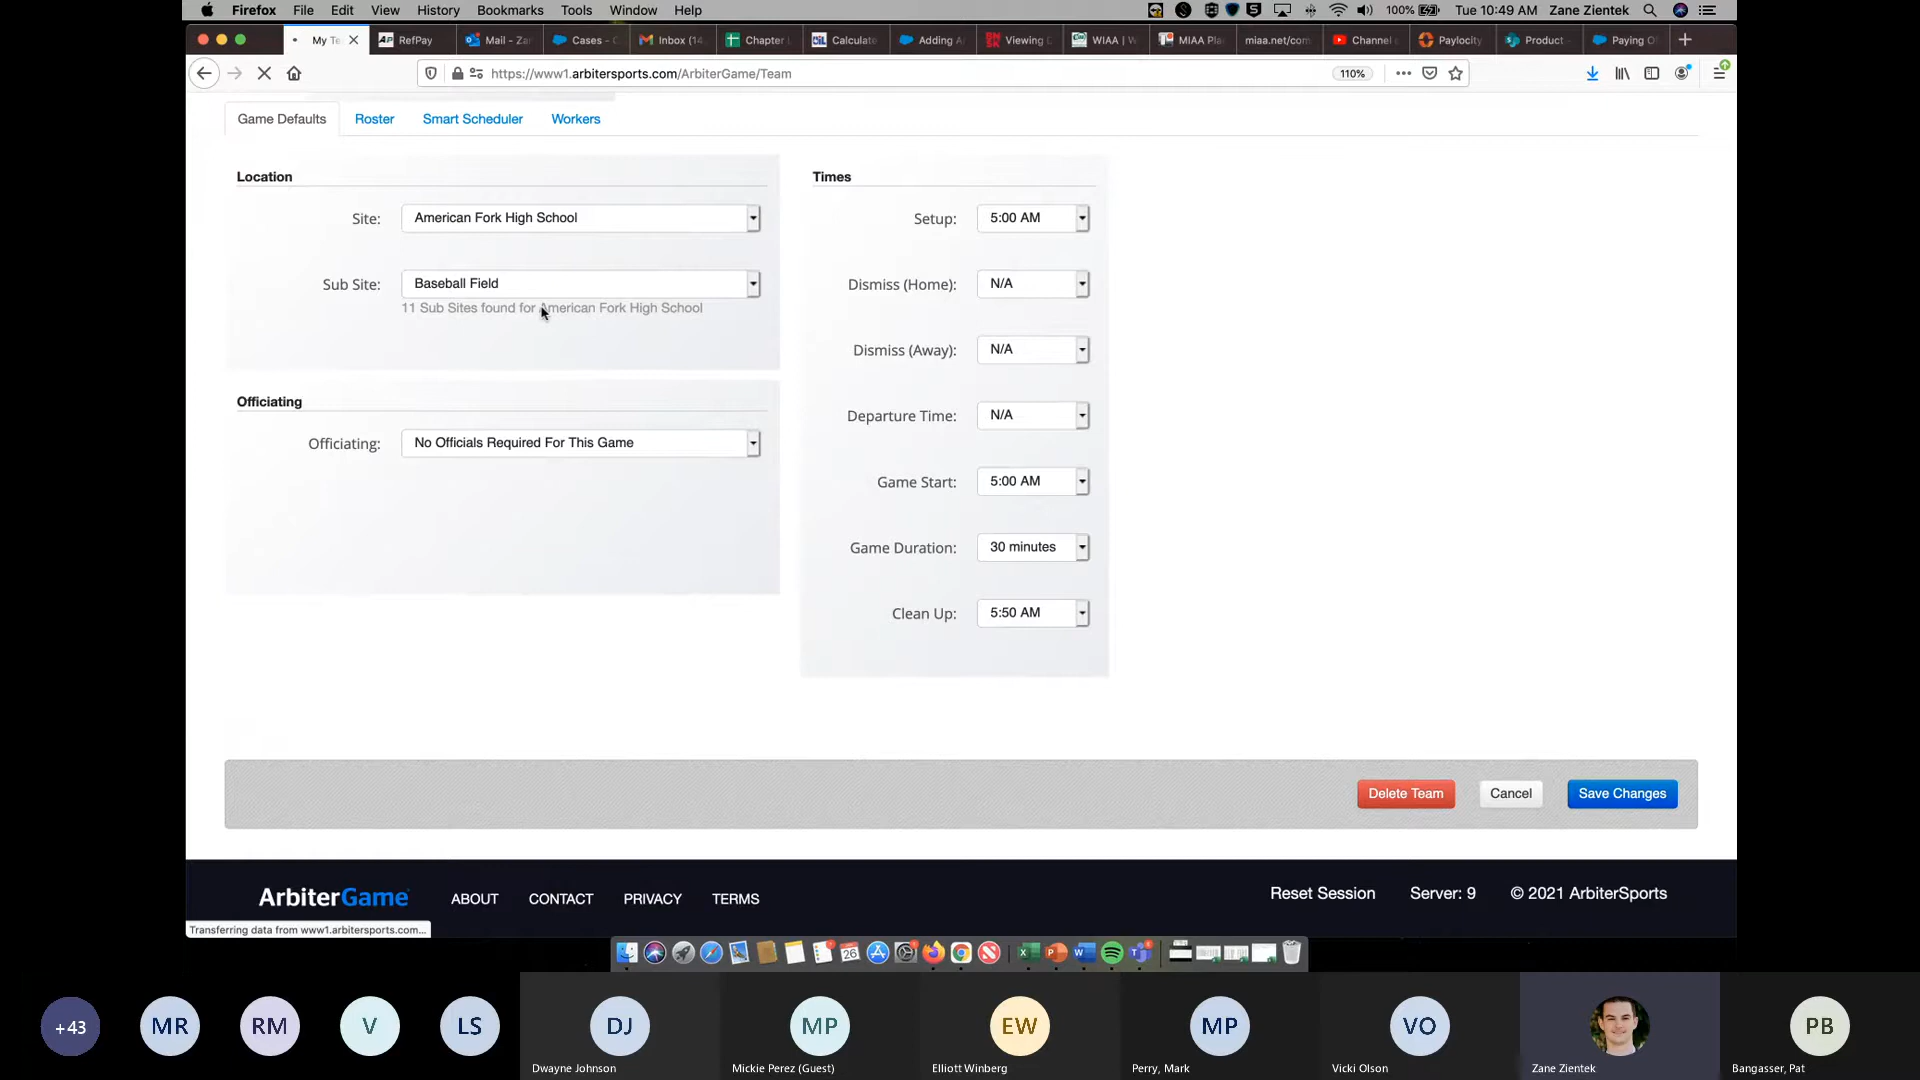 Firefox File Edit View History Bookmarks Tools Window Help 100% Tue 10:49 AM Zane Zientek
My Te RefPay Mail - Za Cases - C Inbox (14 Chapter L Calculate Adding A Viewing WIAA | W MIAA Pla miaa.net/com Channel Paylocity Product Paying O
https://www1.arbitersports.com/ArbiterGame/Team 110%
Game Defaults Roster Smart Scheduler Workers
Location
Site: American Fork High School
Sub Site: Baseball Field
11 Sub Sites found for American Fork High School
Officiating
Officiating: No Officials Required For This Game
Times
Setup: 5:00 AM
Dismiss (Home): N/A
Dismiss (Away): N/A
Departure Time: N/A
Game Start: 5:00 AM
Game Duration: 30 minutes
Clean Up: 5:50 AM
Delete Team Cancel Save Changes
ArbiterGame ABOUT CONTACT PRIVACY TERMS Reset Session Server: 9 © 2021 ArbiterSports
Transferring data from www1.arbitersports.com...
+43 MR RM V LS DJ MP EW MP VO PB
Dwayne Johnson Mickie Perez (Guest) Elliott Winberg Perry, Mark Vicki Olson Zane Zientek Bangasser, Pat